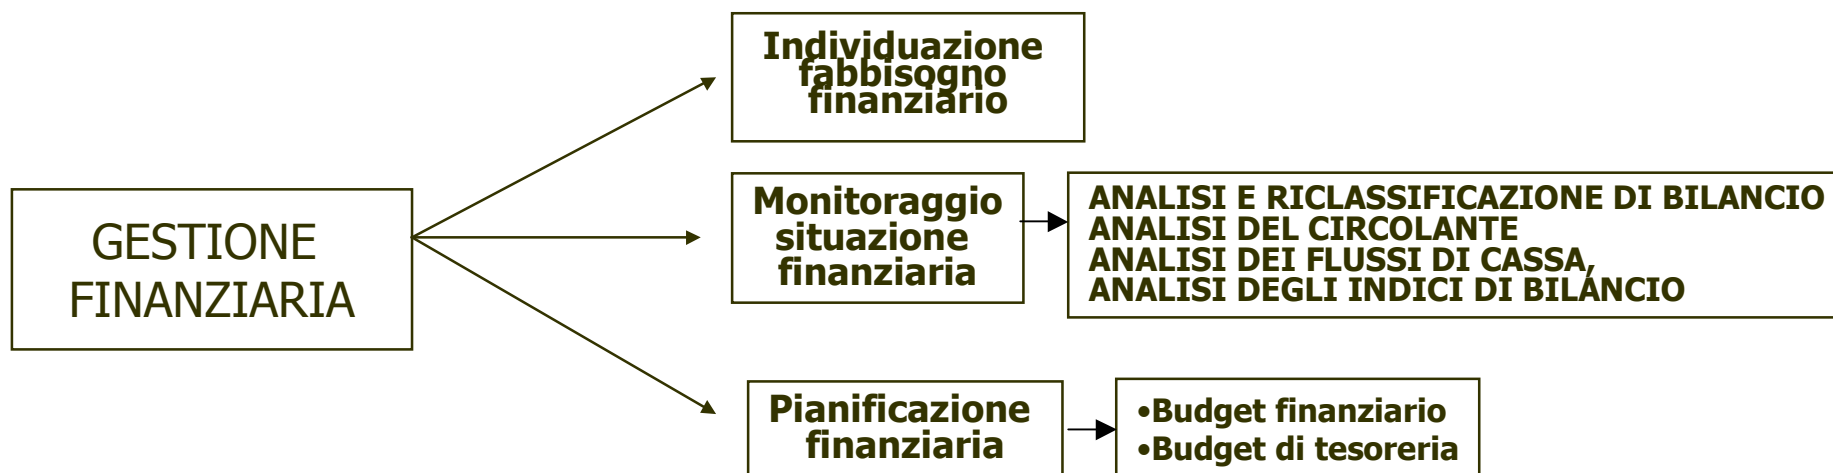 GESTIONE
FINANZIARIA
Individuazione
fabbisogno
finanziario
Monitoraggio
situazione
finanziaria
ANALISI E RICLASSIFICAZIONE DI BILANCIO
ANALISI DEL CIRCOLANTE
ANALISI DEI FLUSSI DI CASSA,
ANALISI DEGLI INDICI DI BILANCIO
Pianificazione
finanziaria
•Budget finanziario
•Budget di tesoreria